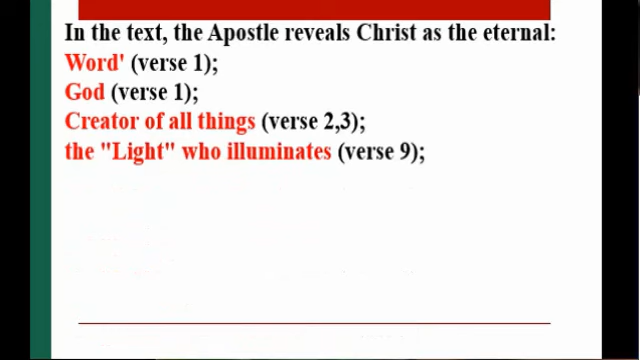 In the text, the Apostle reveals Christ as the eternal:
Word' (verse 1);
God (verse 1);
Creator of all things (verse 2,3);
the "Light" who illuminates (verse 9);